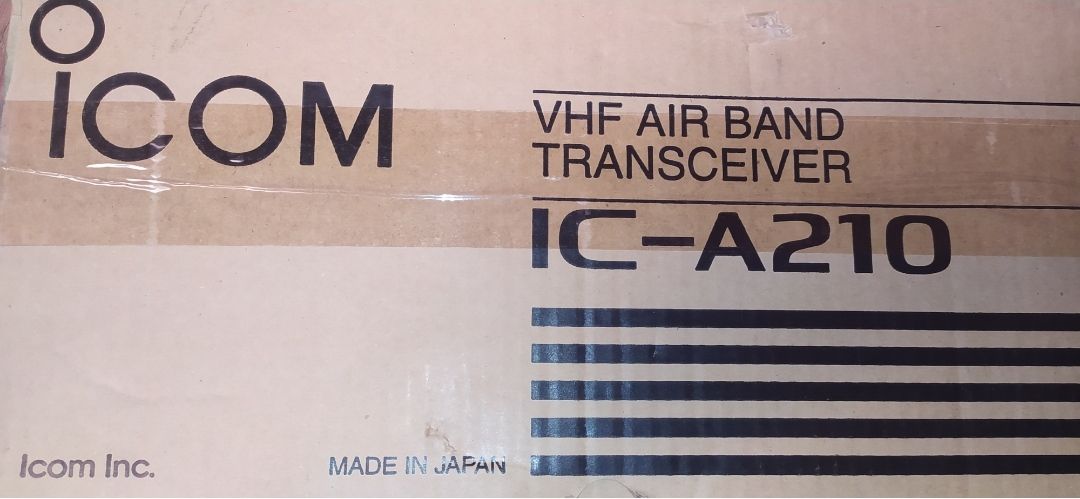 ICOM
VHF AIR BAND
TRANSCEIVER
IC-A210
Icom Inc.
MADE IN JAPAN